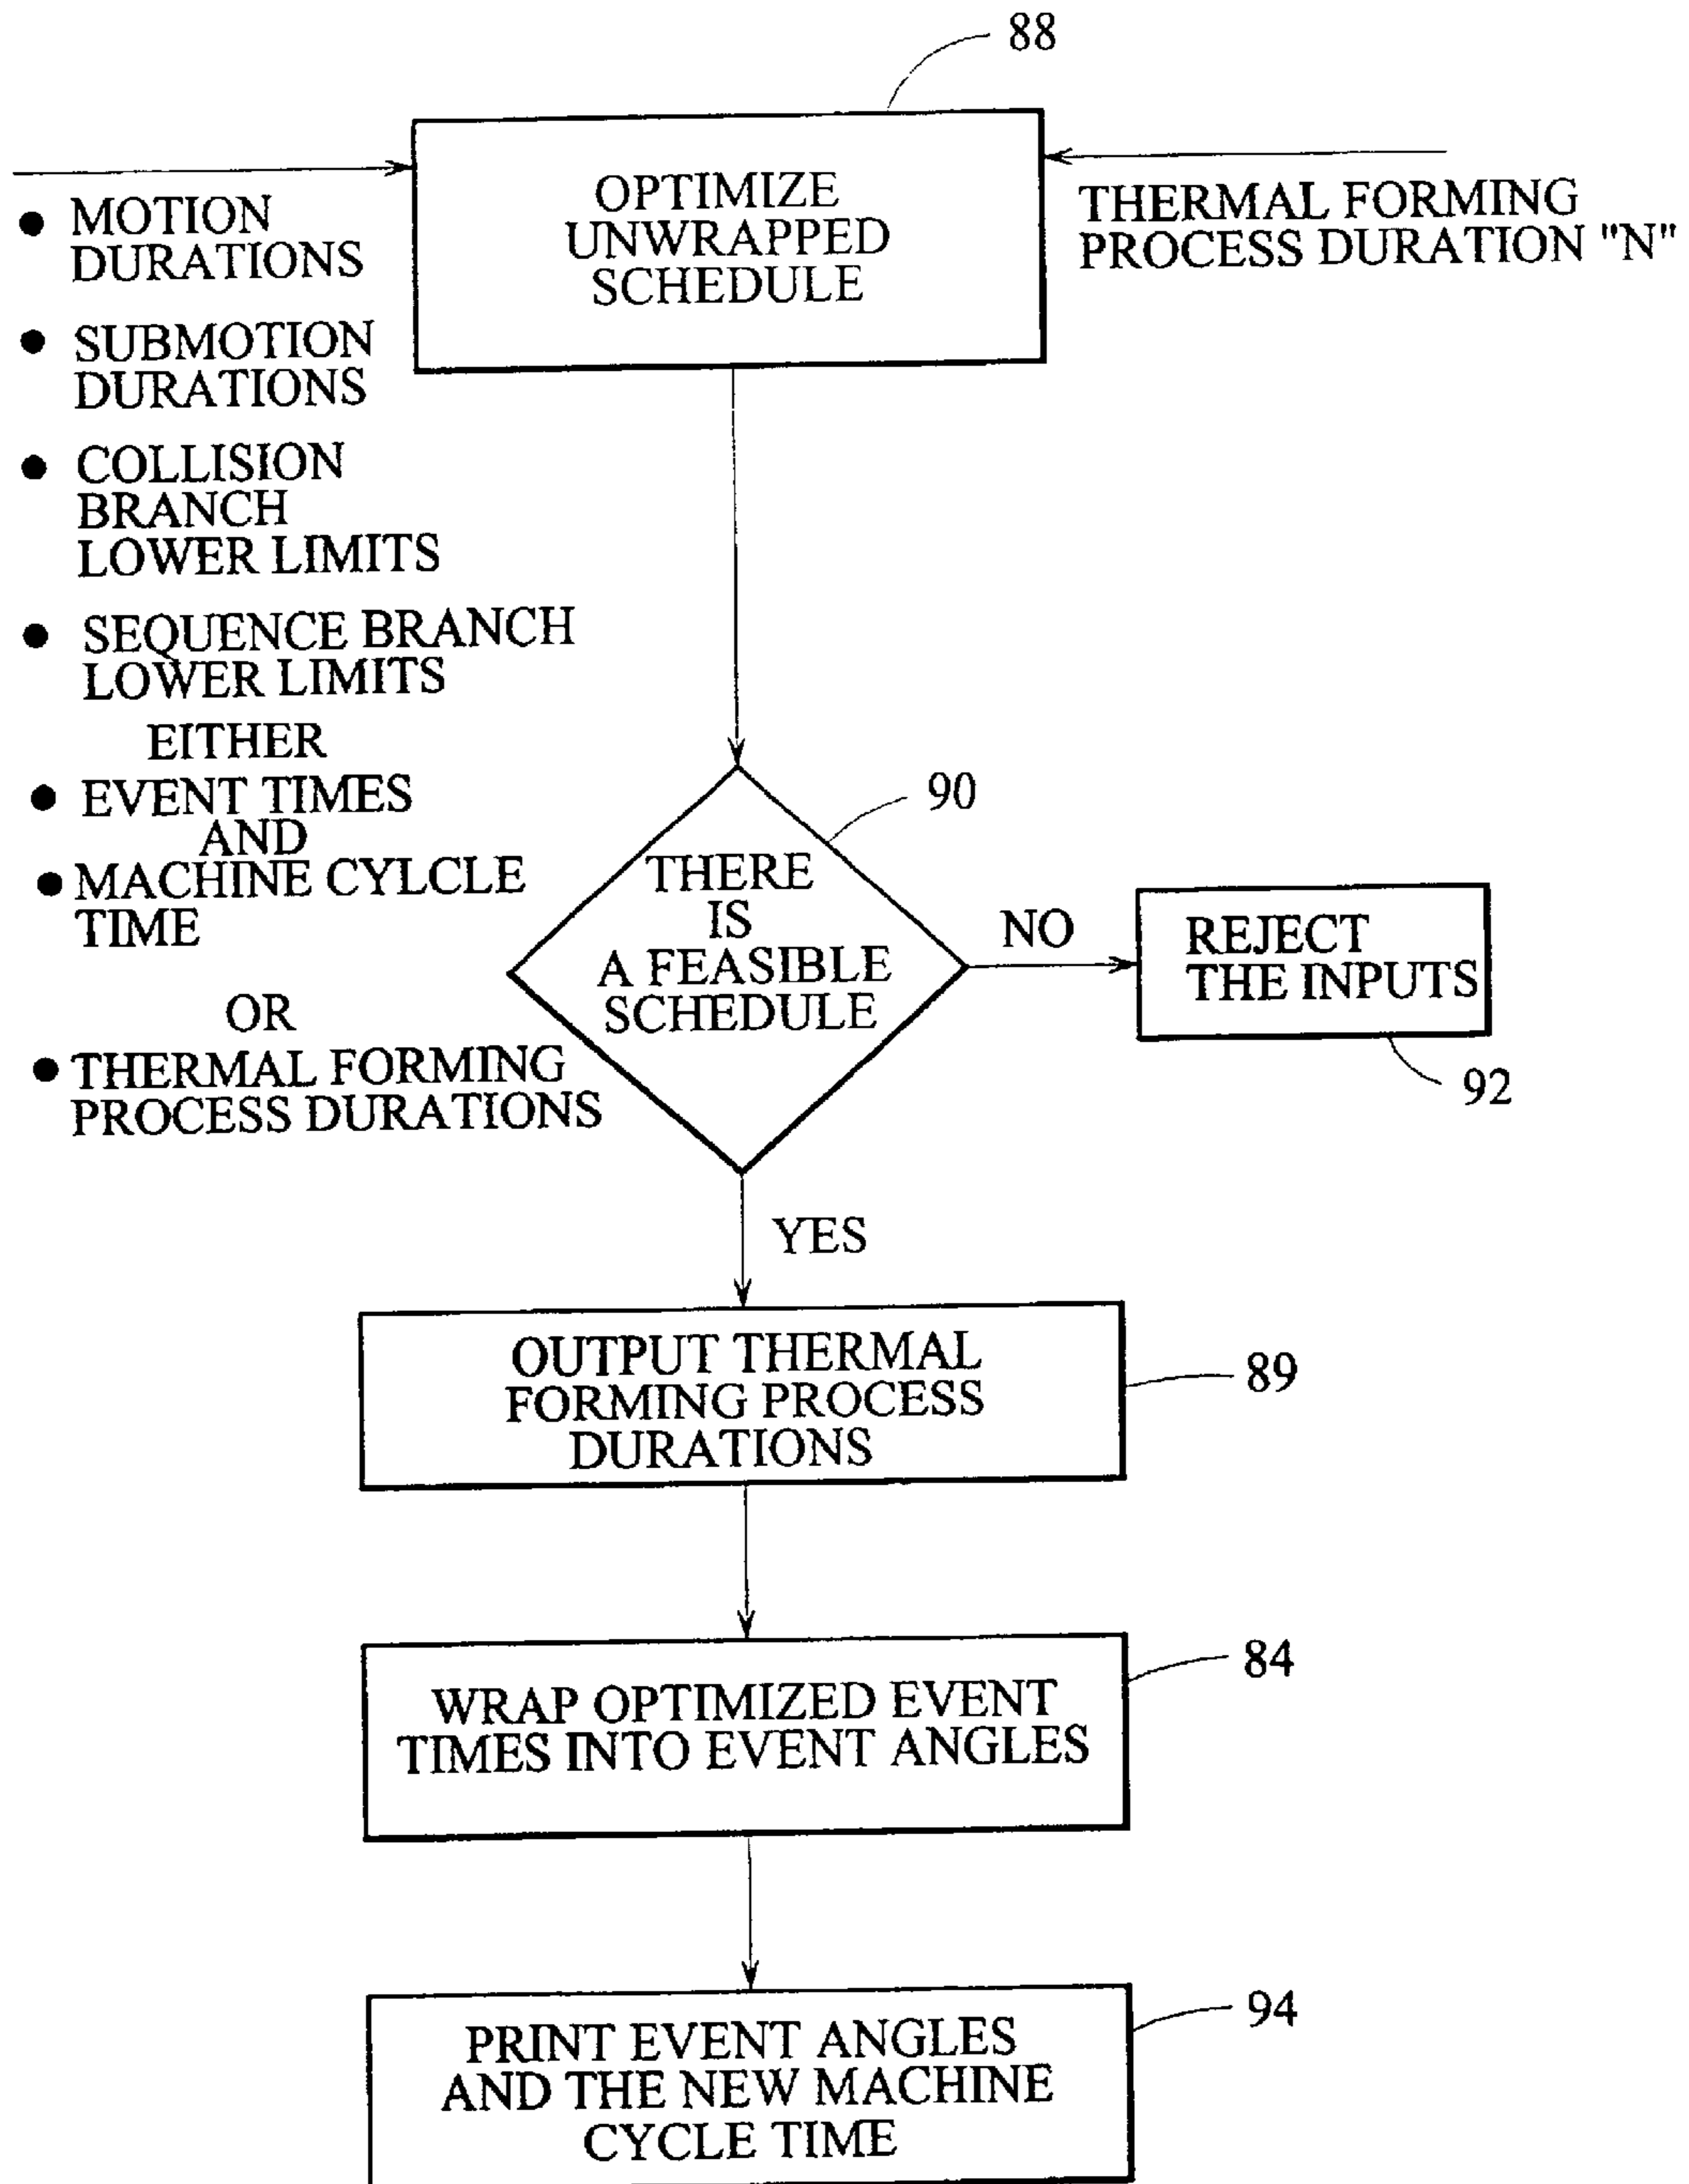 88
OPTIMIZE
UNWRAPPED
SCHEDULE
THERMAL FORMING
PROCESS DURATION "N"
● MOTION
DURATIONS
● SUBMOTION
DURATIONS
● COLLISION
BRANCH
LOWER LIMITS
● SEQUENCE BRANCH
LOWER LIMITS
EITHER
● EVENT TIMES
AND
● MACHINE CYLCLE
TIME
OR
● THERMAL FORMING
PROCESS DURATIONS
90
THERE
IS
A FEASIBLE
SCHEDULE
NO
REJECT
THE INPUTS
92
YES
OUTPUT THERMAL
FORMING PROCESS
DURATIONS
89
WRAP OPTIMIZED EVENT
TIMES INTO EVENT ANGLES
84
PRINT EVENT ANGLES
AND THE NEW MACHINE
CYCLE TIME
94